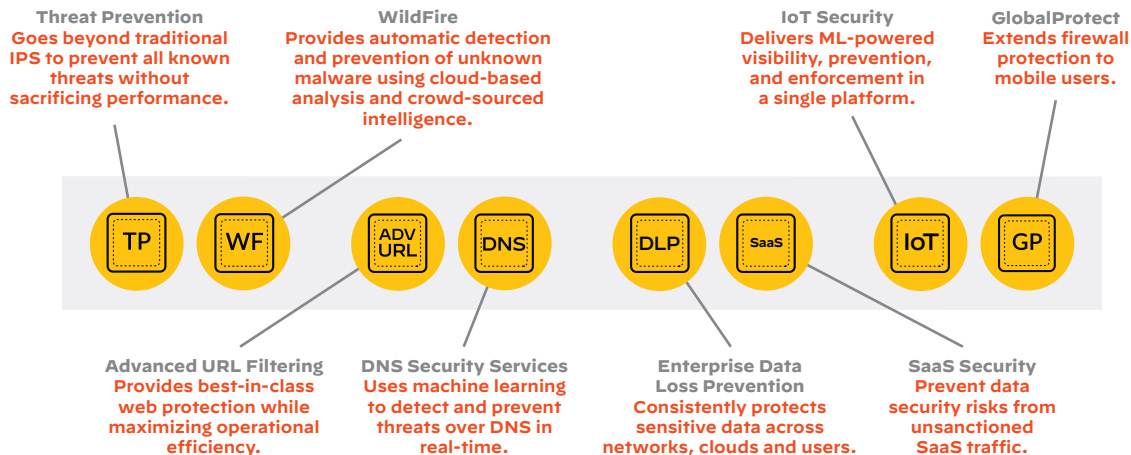 Threat Prevention
Goes beyond traditional
IPS to prevent all known
threats without
sacrificing performance.
WildFire
Provides automatic detection
and prevention of unknown
malware using cloud-based
analysis and crowd-sourced
intelligence.
IoT Security
Delivers ML-powered
visibility, prevention,
and enforcement in
a single platform.
GlobalProtect
Extends firewall
protection to
mobile users.
TP
WF
ADV
URL
DNS
DLP
SaaS
IoT
GP
Advanced URL Filtering
Provides best-in-class
web protection while
maximizing operational
efficiency.
DNS Security Services
Uses machine learning
to detect and prevent
threats over DNS in
real-time.
Enterprise Data
Loss Prevention
Consistently protects
sensitive data across
networks, clouds and users.
SaaS Security
Prevent data
security risks from
unsanctioned
SaaS traffic.